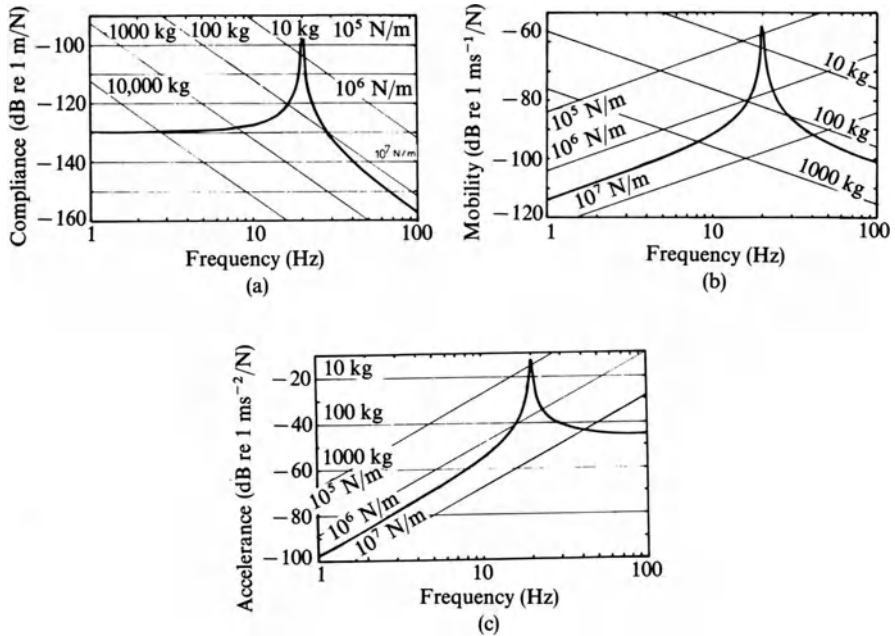 1000 kg
100 kg
10 kg
10⁵ N/m
10,000 kg
10⁶ N/m
10⁷ N/m
−100
−120
−130
−140
−160
Compliance (dB re 1 m/N)
1
10
100
Frequency (Hz)
(a)
−60
−80
−100
−120
Mobility (dB re 1 ms⁻¹/N)
10 kg
100 kg
1000 kg
10⁵ N/m
10⁶ N/m
10⁷ N/m
1
10
100
Frequency (Hz)
(b)
−20
−40
−60
−80
−100
Accelerance (dB re 1 ms⁻²/N)
10 kg
100 kg
1000 kg
10⁵ N/m
10⁶ N/m
10⁷ N/m
1
10
100
Frequency (Hz)
(c)